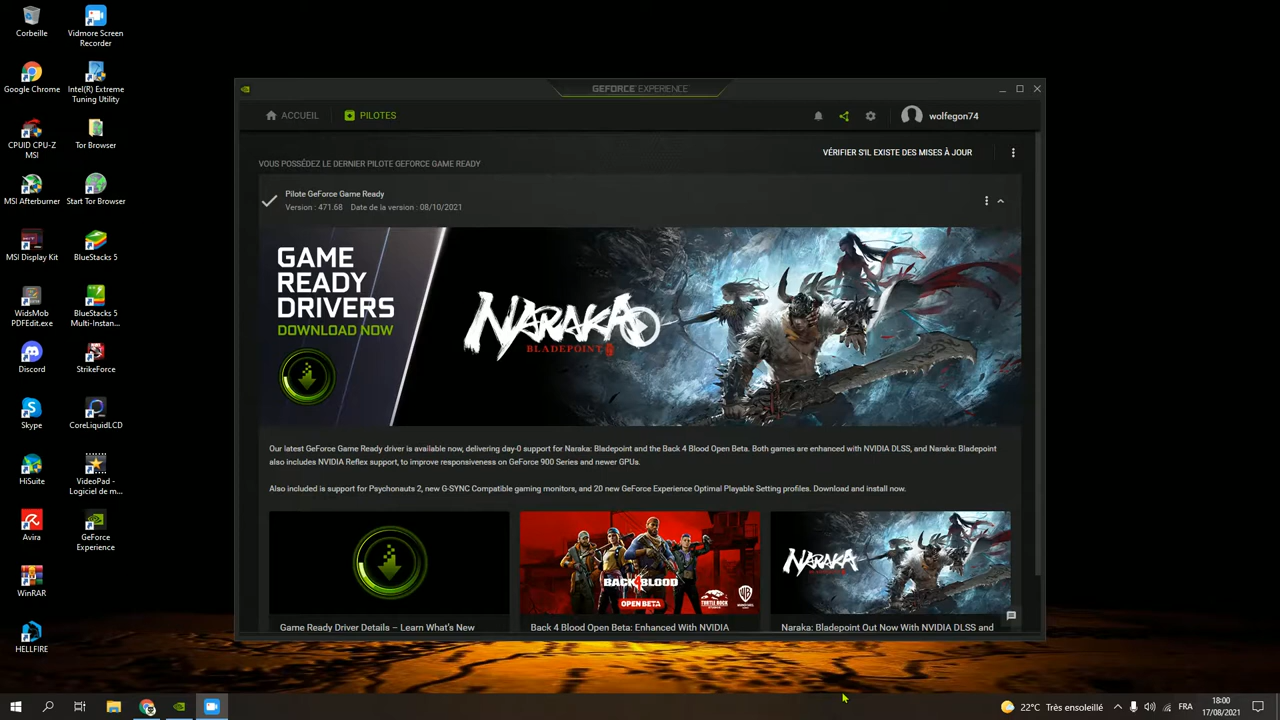 Corbeille
Vidmore Screen
Recorder
Google Chrome
Intel(R) Extreme
Tuning Utility
CPUID CPU-Z
MSI
Tor Browser
MSI Afterburner
Start Tor Browser
MSI Display Kit
BlueStacks 5
WidsMob
PDFEdit.exe
BlueStacks 5
Multi-Instan...
Discord
StrikeForce
Skype
CoreLiquidLCD
HiSuite
VideoPad -
Logiciel de m...
Avira
GeForce
Experience
WinRAR
HELLFIRE
GEFORCE EXPERIENCE
ACCUEIL
PILOTES
wolfegon74
VOUS POSSÉDEZ LE DERNIER PILOTE GEFORCE GAME READY
VÉRIFIER S'IL EXISTE DES MISES À JOUR
Pilote GeForce Game Ready
Version : 471.68 Date de la version : 08/10/2021
GAME
READY
DRIVERS
DOWNLOAD NOW
NARAKA
BLADEPOINT
Our latest GeForce Game Ready driver is available now, delivering day-0 support for Naraka: Bladepoint and the Back 4 Blood Open Beta. Both games are enhanced with NVIDIA DLSS, and Naraka: Bladepoint
also includes NVIDIA Reflex support, to improve responsiveness on GeForce 900 Series and newer GPUs.
Also included is support for Psychonauts 2, new G-SYNC Compatible gaming monitors, and 20 new GeForce Experience Optimal Playable Setting profiles. Download and install now.
BACK 4 BLOOD
OPEN BETA
TURTLE ROCK
NARAKA
Game Ready Driver Details – Learn What's New
Back 4 Blood Open Beta: Enhanced With NVIDIA
Naraka: Bladepoint Out Now With NVIDIA DLSS and
22°C Très ensoleillé
FRA
18:00
17/08/2021